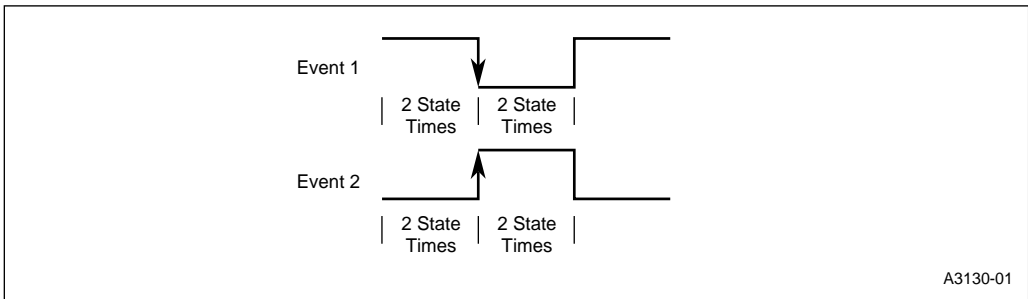 Event 1
2 State 2 State
Times Times
Event 2
2 State 2 State
Times Times
A3130-01